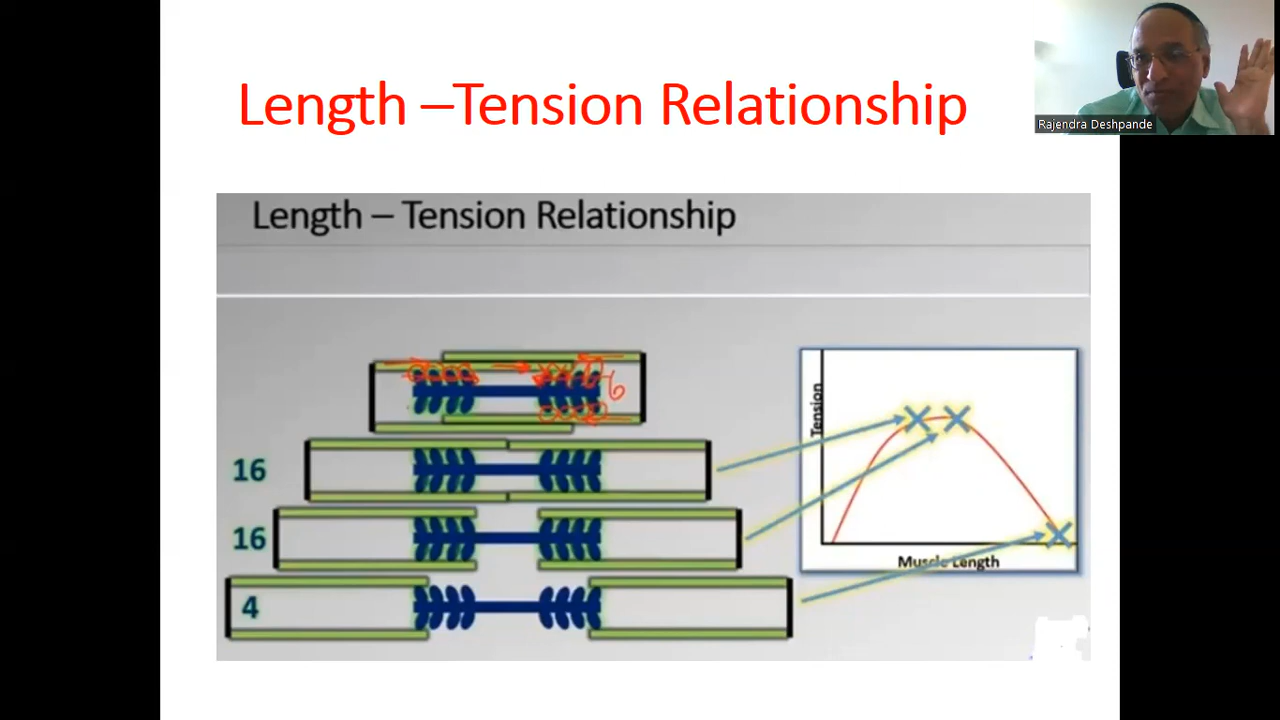 Length –Tension Relationship
Rajendra Deshpande
Length – Tension Relationship
16
16
4
Tension
Muscle Length